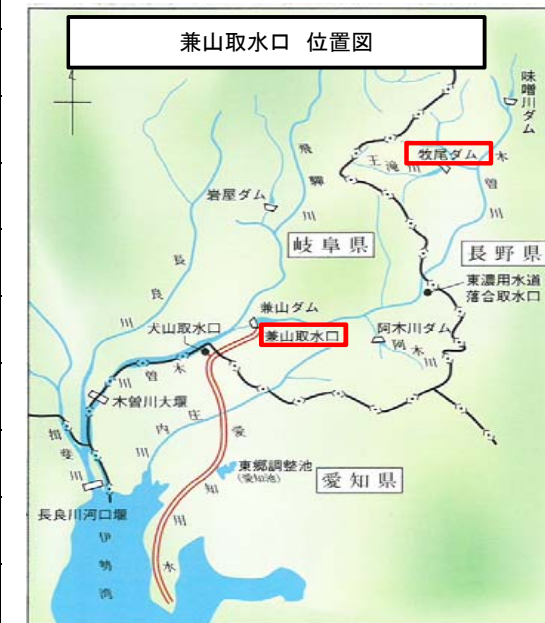 兼山取水口 位置図
味噌川ダム
牧尾ダム
王滝川
木曽川
飛騨川
岩屋ダム
岐阜県
長野県
長良川
東濃用水道
落合取水口
兼山ダム
犬山取水口
兼山取水口
阿木川ダム
阿木川
木曽川
木曽川大堰
庄内川
揖斐川
愛知用水
東郷調整池
(愛知池)
愛知県
長良川河口堰
伊勢湾